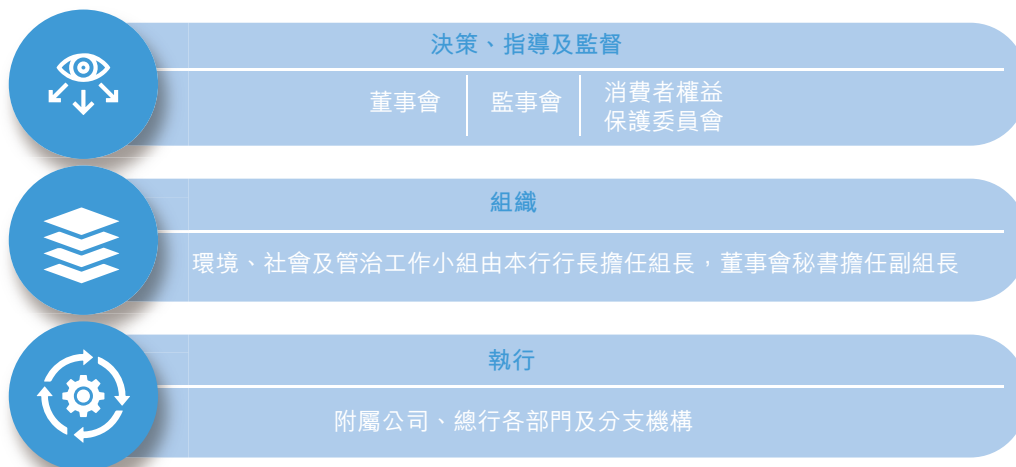 決策、指導及監督
董事會
監事會
消費者權益
保護委員會
組織
環境、社會及管治工作小組由本行行長擔任組長，董事會秘書擔任副組長
執行
附屬公司、總行各部門及分支機構